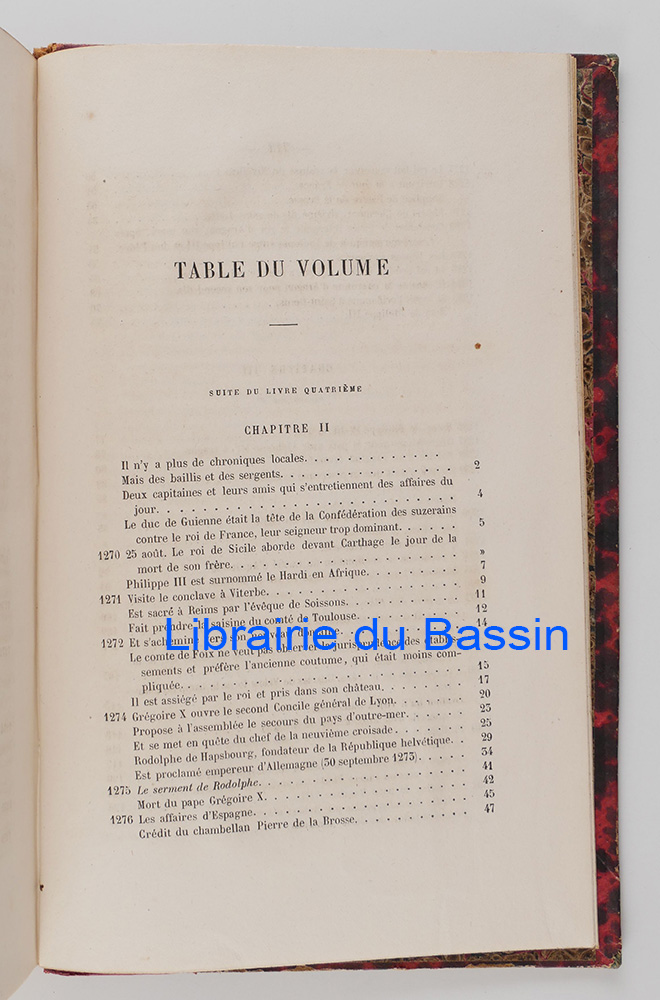 TABLE DU VOLUME
SUITE DU LIVRE QUATRIÈME
CHAPITRE II
Il n'y a plus de chroniques locales. . . . . . . . . . . .
Mais des baillis et des sergents. . . . . . . . . . . . . 2
Deux capitaines et leurs amis qui s'entretiennent des affaires du
jour. . . . . . . . . . . . . . . . . . . . . . . 4
Le duc de Guienne était la tête de la Confédération des suzerains
contre le roi de France, leur seigneur trop dominant. . . . . . 5
1270 25 août. Le roi de Sicile aborde devant Carthage le jour de la
mort de son frère. . . . . . . . . . . . . . . . . »
Philippe III est surnommé le Hardi en Afrique. . . . . . . . 7
1271 Visite le conclave à Viterbe. . . . . . . . . . . . . . . 9
Est sacré à Reims par l'évêque de Soissons. . . . . . . . . 11
Fait prendre la saisine du comté de Toulouse. . . . . . . . 12
1272 Et s'achemine vers 14
Librairie du Bassin
Le comte de Foix ne veut pas
sements et préfère l'ancienne coutume, qui était moins com-
pliquée. . . . . . . . . . . . . . . . . . . . . 15
Il est assiégé par le roi et pris dans son château. . . . . . . 17
1274 Grégoire X ouvre le second Concile général de Lyon. . . . . . 20
Propose à l'assemblée le secours du pays d'outre-mer. . . . . 23
Et se met en quête du chef de la neuvième croisade. . . . . . 25
Rodolphe de Hapsbourg, fondateur de la République helvétique. . 29
Est proclamé empereur d'Allemagne (30 septembre 1273). . . . 34
1275 Le serment de Rodolphe. . . . . . . . . . . . . . . . 41
Mort du pape Grégoire X. . . . . . . . . . . . . . . 42
1276 Les affaires d'Espagne. . . . . . . . . . . . . . . . 45
Crédit du chambellan Pierre de la Brosse. . . . . . . . . 47